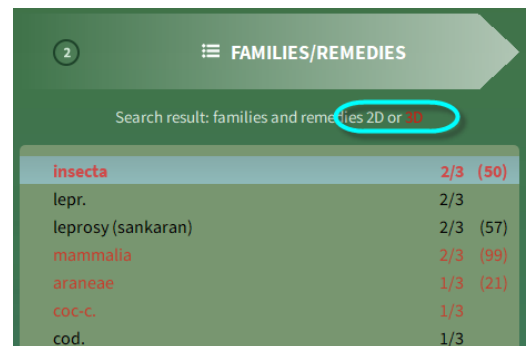 2 FAMILIES/REMEDIES
Search result: families and remedies 2D or 3D
insecta 2/3 (50)
lepr. 2/3
leprosy (sankaran) 2/3 (57)
mammalia 2/3 (99)
araneae 1/3 (21)
coc-c. 1/3
cod. 1/3